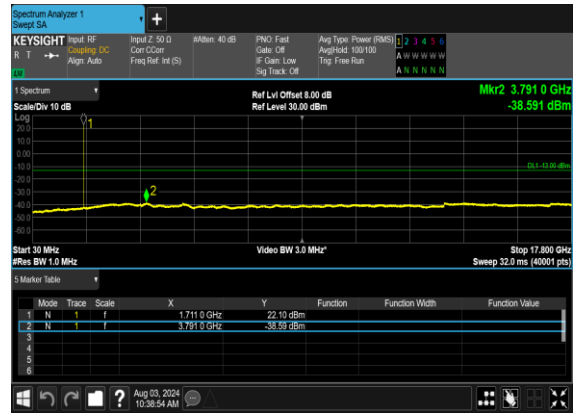 Spectrum Analyzer 1
Swept SA
+
KEYSIGHT Input: RF Input Z: 50 Ω #Atten: 40 dB PNO: Fast Avg Type: Power (RMS) 1 2 3 4 5 6
R T Coupling: DC Corr CCorr Gate: Off Avg|Hold: 100/100 A W W W W W
Align: Auto Freq Ref: Int (S) IF Gain: Low Trig: Free Run
Sig Track: Off A N N N N N
1 Spectrum Ref Lvl Offset 8.00 dB Mkr2 3.791 0 GHz
Scale/Div 10 dB Ref Level 30.00 dBm -38.591 dBm
Log
1
20.0
10.0
0.00
-10.0
DL1 -13.00 dBm
-20.0
-30.0
2
-40.0
-50.0
-60.0
Start 30 MHz Video BW 3.0 MHz* Stop 17.800 GHz
#Res BW 1.0 MHz Sweep 32.0 ms (40001 pts)
5 Marker Table
Mode Trace Scale X Y Function Function Width Function Value
1 N 1 f 1.711 0 GHz 22.10 dBm
2 N 1 f 3.791 0 GHz -38.59 dBm
3
4
5
6
? Aug 03, 2024
10:38:54 AM